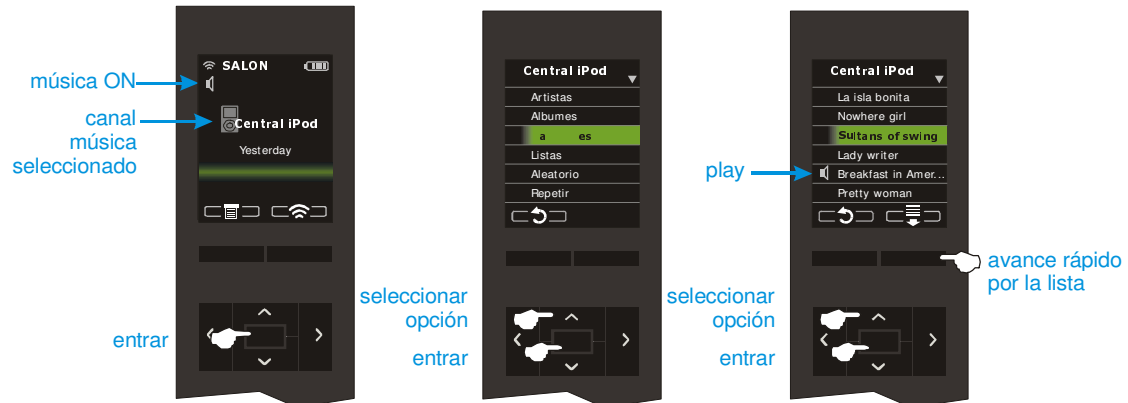 música ON
canal
música
seleccionado
entrar
SALON
Central iPod
Yesterday
seleccionar
opción
entrar
Central iPod
Artistas
Albumes
a es
Listas
Aleatorio
Repetir
play
seleccionar
opción
entrar
Central iPod
La isla bonita
Nowhere girl
Sultans of swing
Lady writer
Breakfast in Amer...
Pretty woman
avance rápido
por la lista